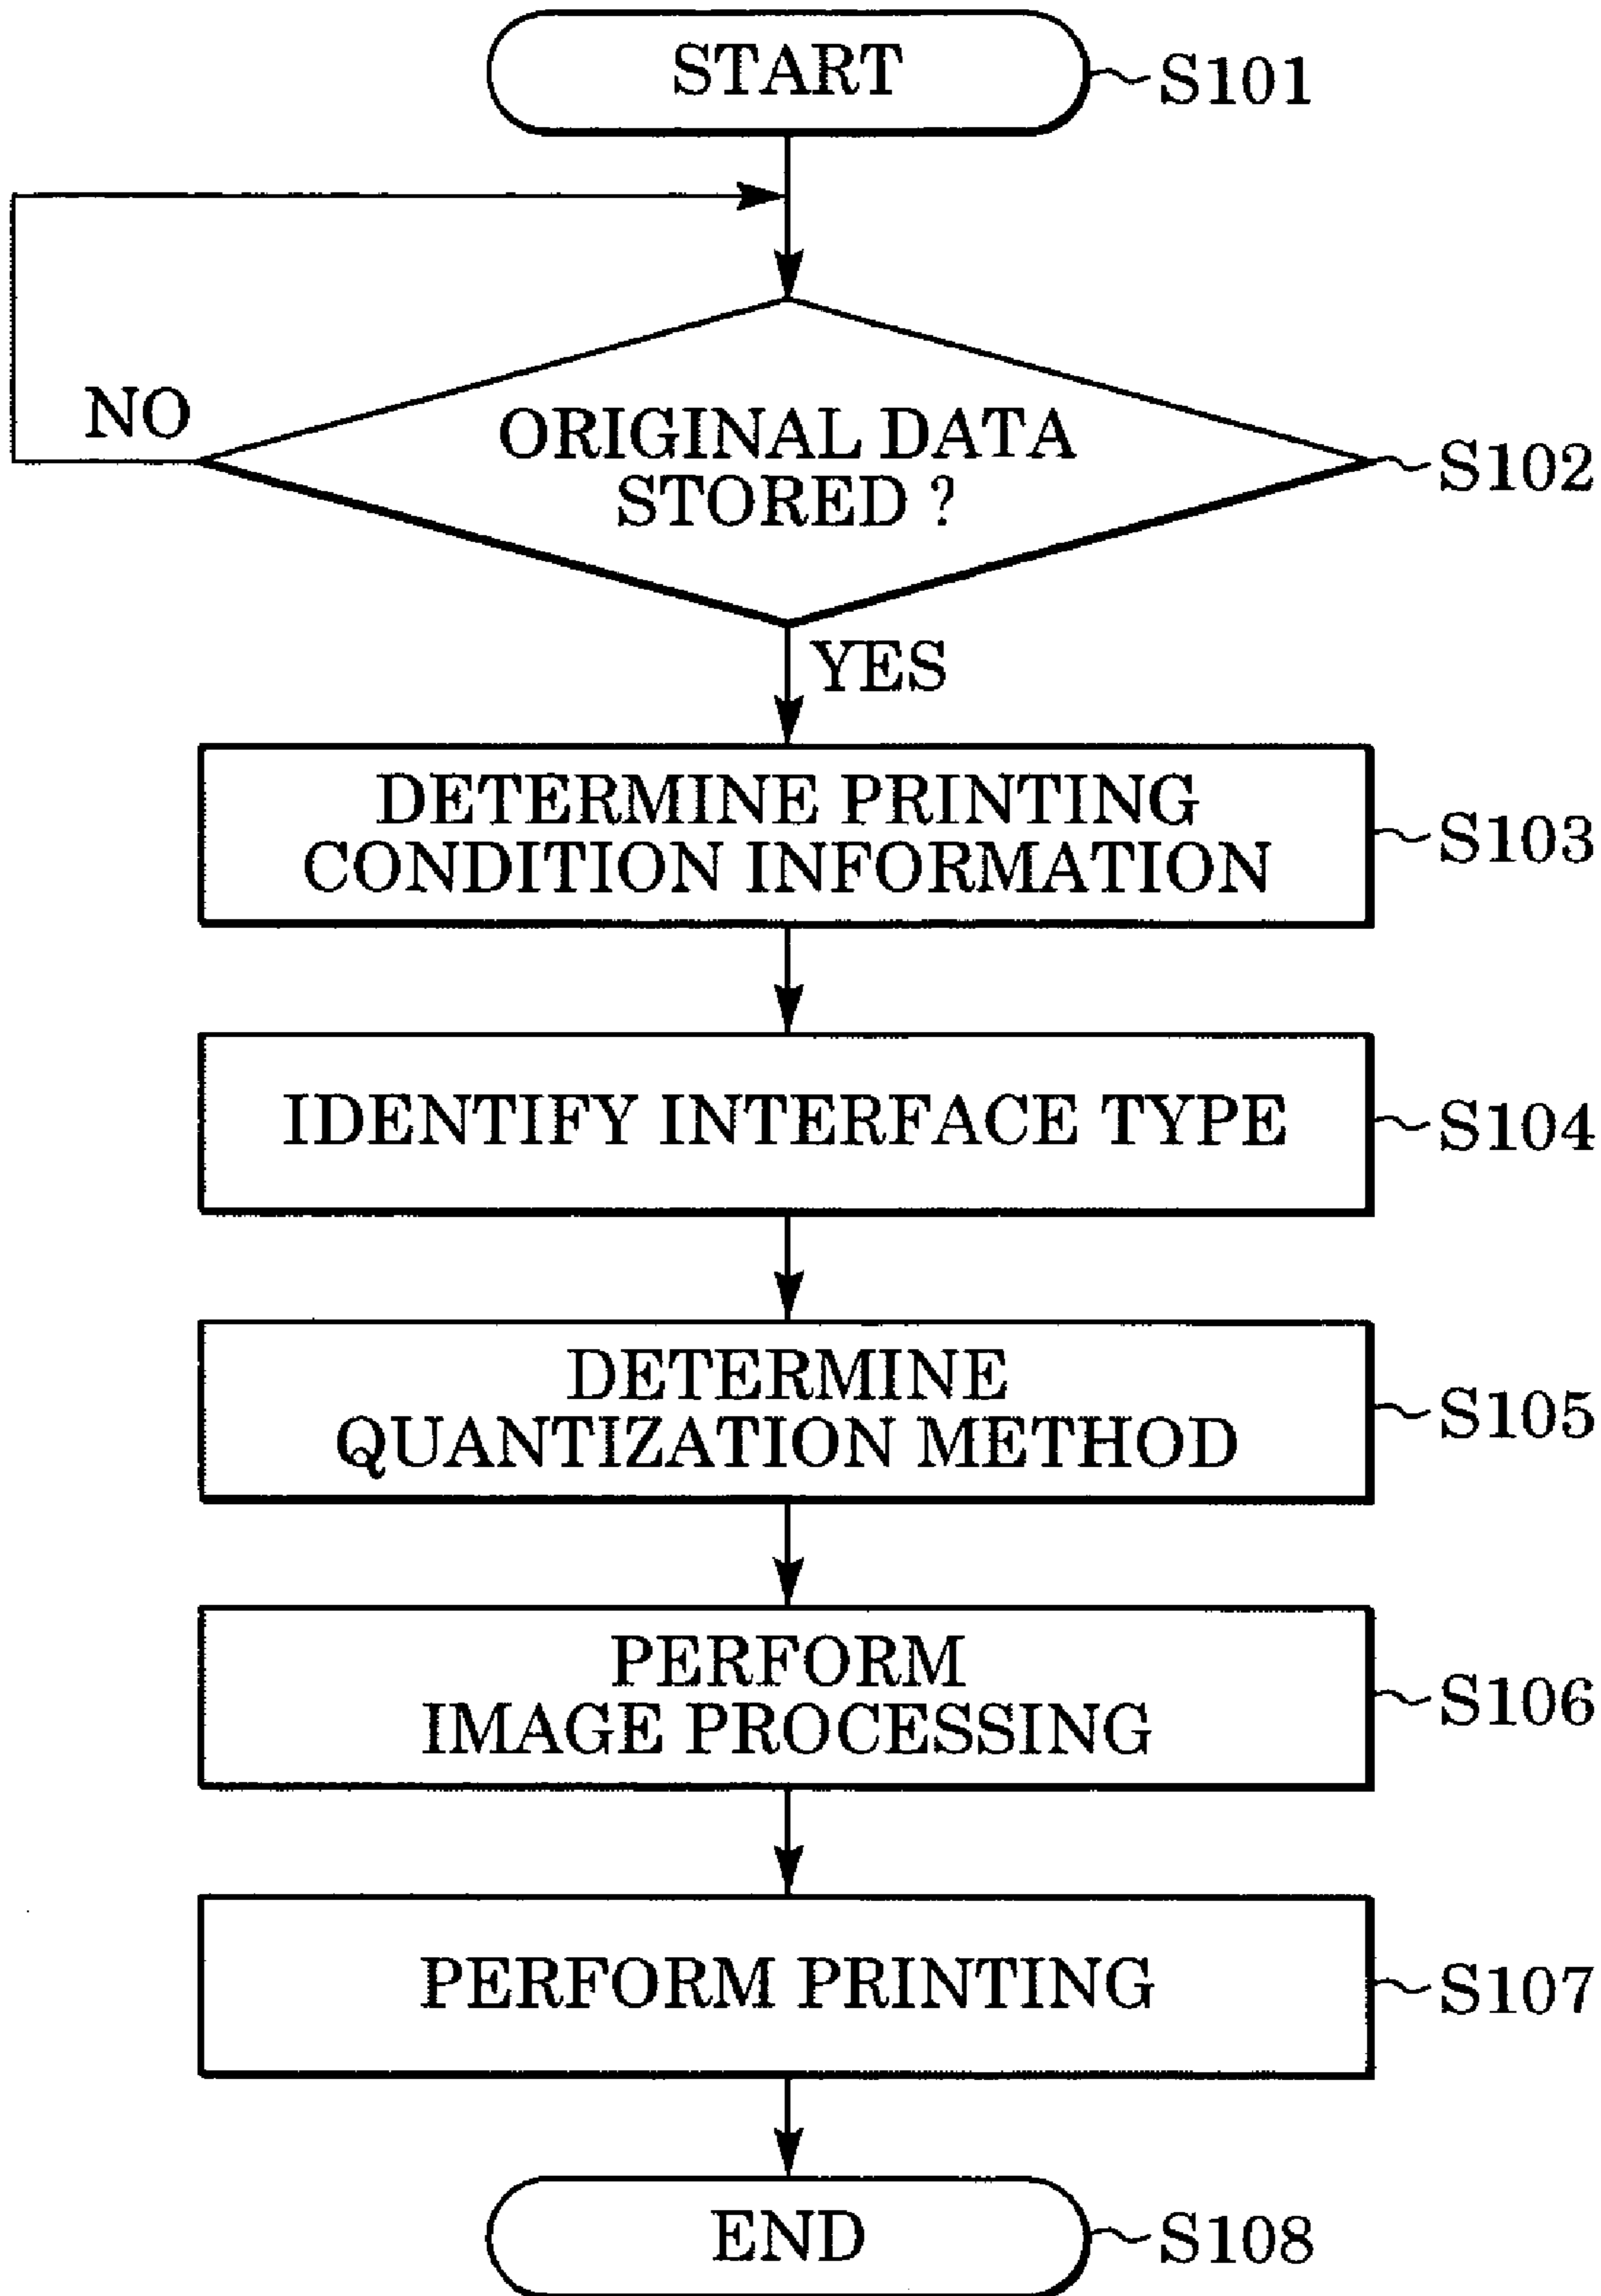 START
S101
NO
ORIGINAL DATA
STORED ?
S102
YES
DETERMINE PRINTING
CONDITION INFORMATION
S103
IDENTIFY INTERFACE TYPE
S104
DETERMINE
QUANTIZATION METHOD
S105
PERFORM
IMAGE PROCESSING
S106
PERFORM PRINTING
S107
END
S108